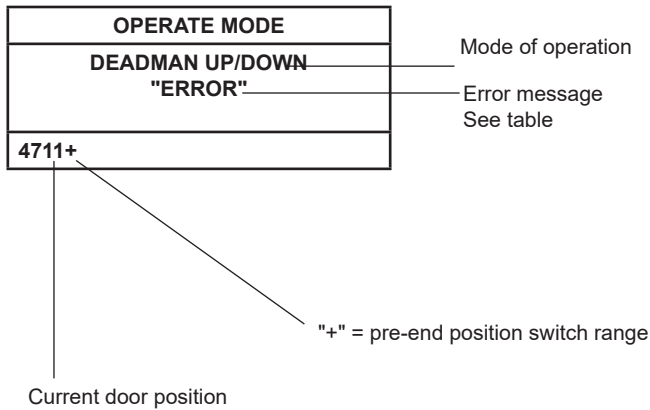 OPERATE MODE
DEADMAN UP/DOWN
"ERROR"
4711+
Mode of operation
Error message
See table
"+" = pre-end position switch range
Current door position